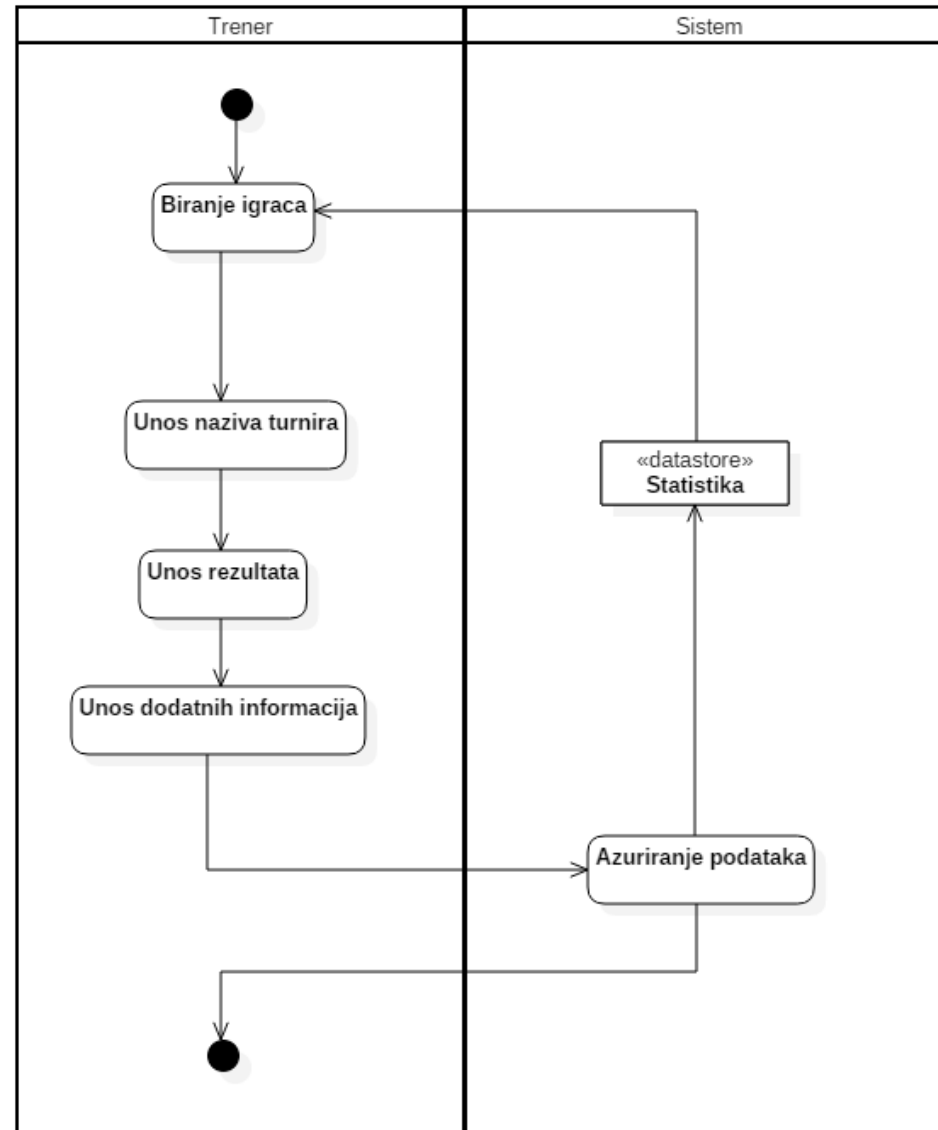 Trener
Sistem
Biranje igraca
Unos naziva turnira
«datastore»
Statistika
Unos rezultata
Unos dodatnih informacija
Azuriranje podataka